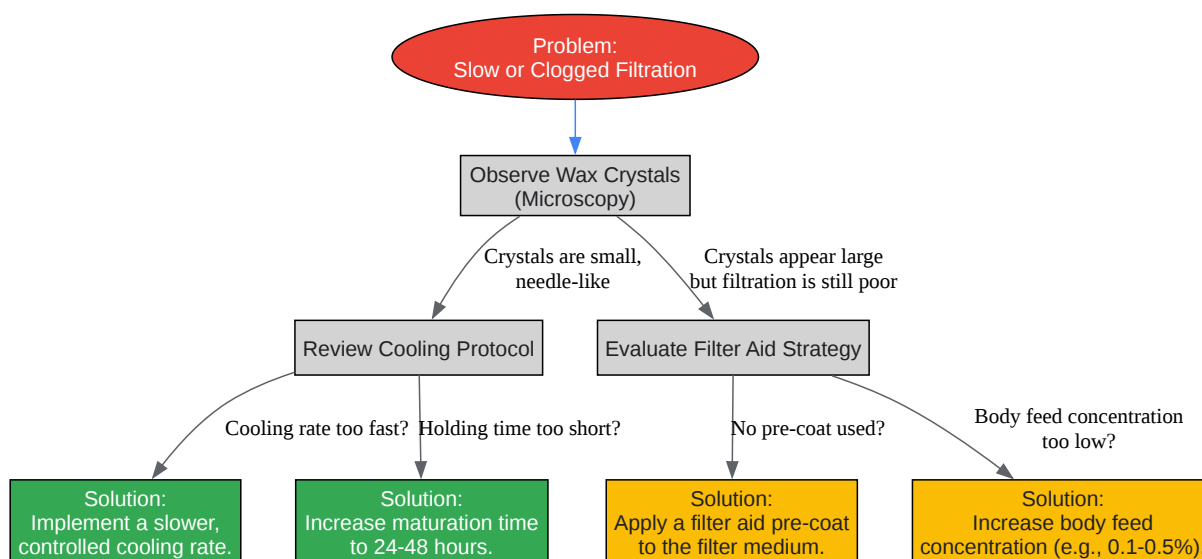 Problem:
Slow or Clogged Filtration
Observe Wax Crystals
(Microscopy)
Crystals are small,
needle-like
Crystals appear large
but filtration is still poor
Review Cooling Protocol
Evaluate Filter Aid Strategy
Cooling rate too fast?
Holding time too short?
No pre-coat used?
Body feed concentration
too low?
Solution:
Implement a slower,
controlled cooling rate.
Solution:
Increase maturation time
to 24-48 hours.
Solution:
Apply a filter aid pre-coat
to the filter medium.
Solution:
Increase body feed
concentration (e.g., 0.1-0.5%).